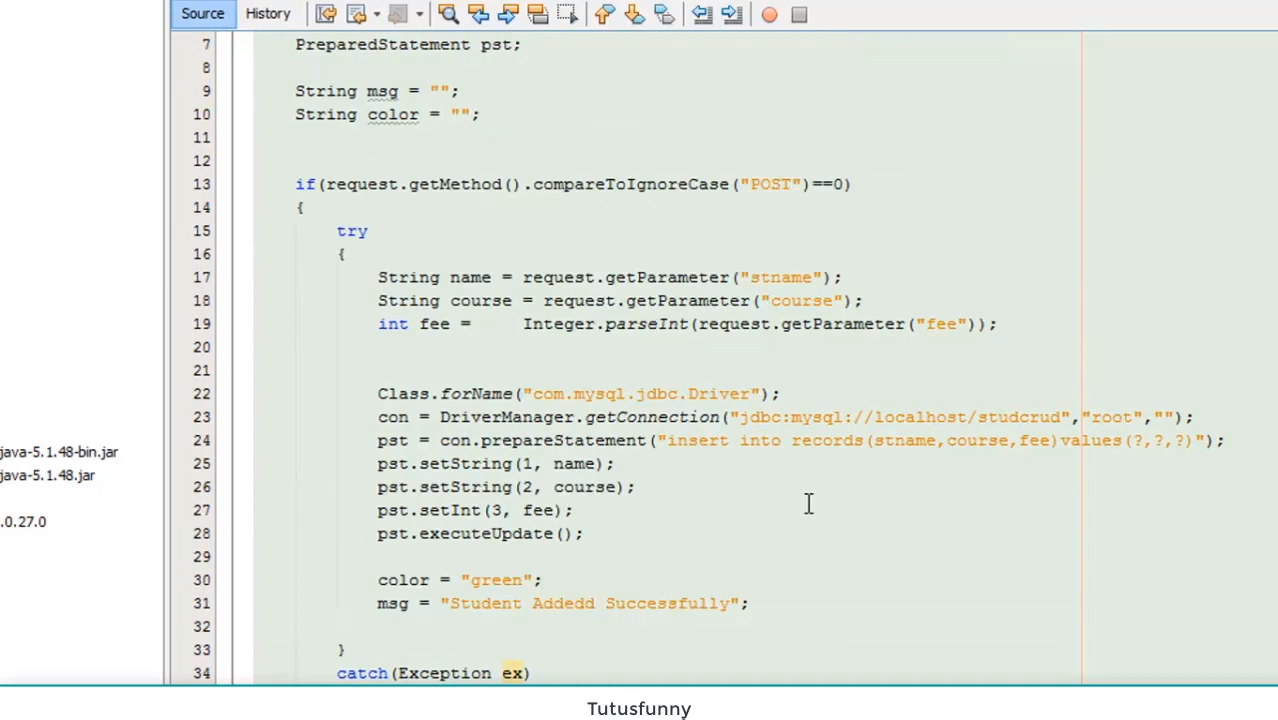 Source History
7 PreparedStatement pst;
8
9 String msg = "";
10 String color = "";
11
12
13 if(request.getMethod().compareToIgnoreCase("POST")==0)
14 {
15 try
16 {
17 String name = request.getParameter("stname");
18 String course = request.getParameter("course");
19 int fee = Integer.parseInt(request.getParameter("fee"));
20
21
22 Class.forName("com.mysql.jdbc.Driver");
23 con = DriverManager.getConnection("jdbc:mysql://localhost/studcrud","root","");
java-5.1.48-bin.jar 24 pst = con.prepareStatement("insert into records(stname,course,fee)values(?,?,?)");
java-5.1.48.jar 25 pst.setString(1, name);
26 pst.setString(2, course);
.0.27.0 27 pst.setInt(3, fee);
28 pst.executeUpdate();
29
30 color = "green";
31 msg = "Student Addedd Successfully";
32
33 }
34 catch(Exception ex)
Tutusfunny